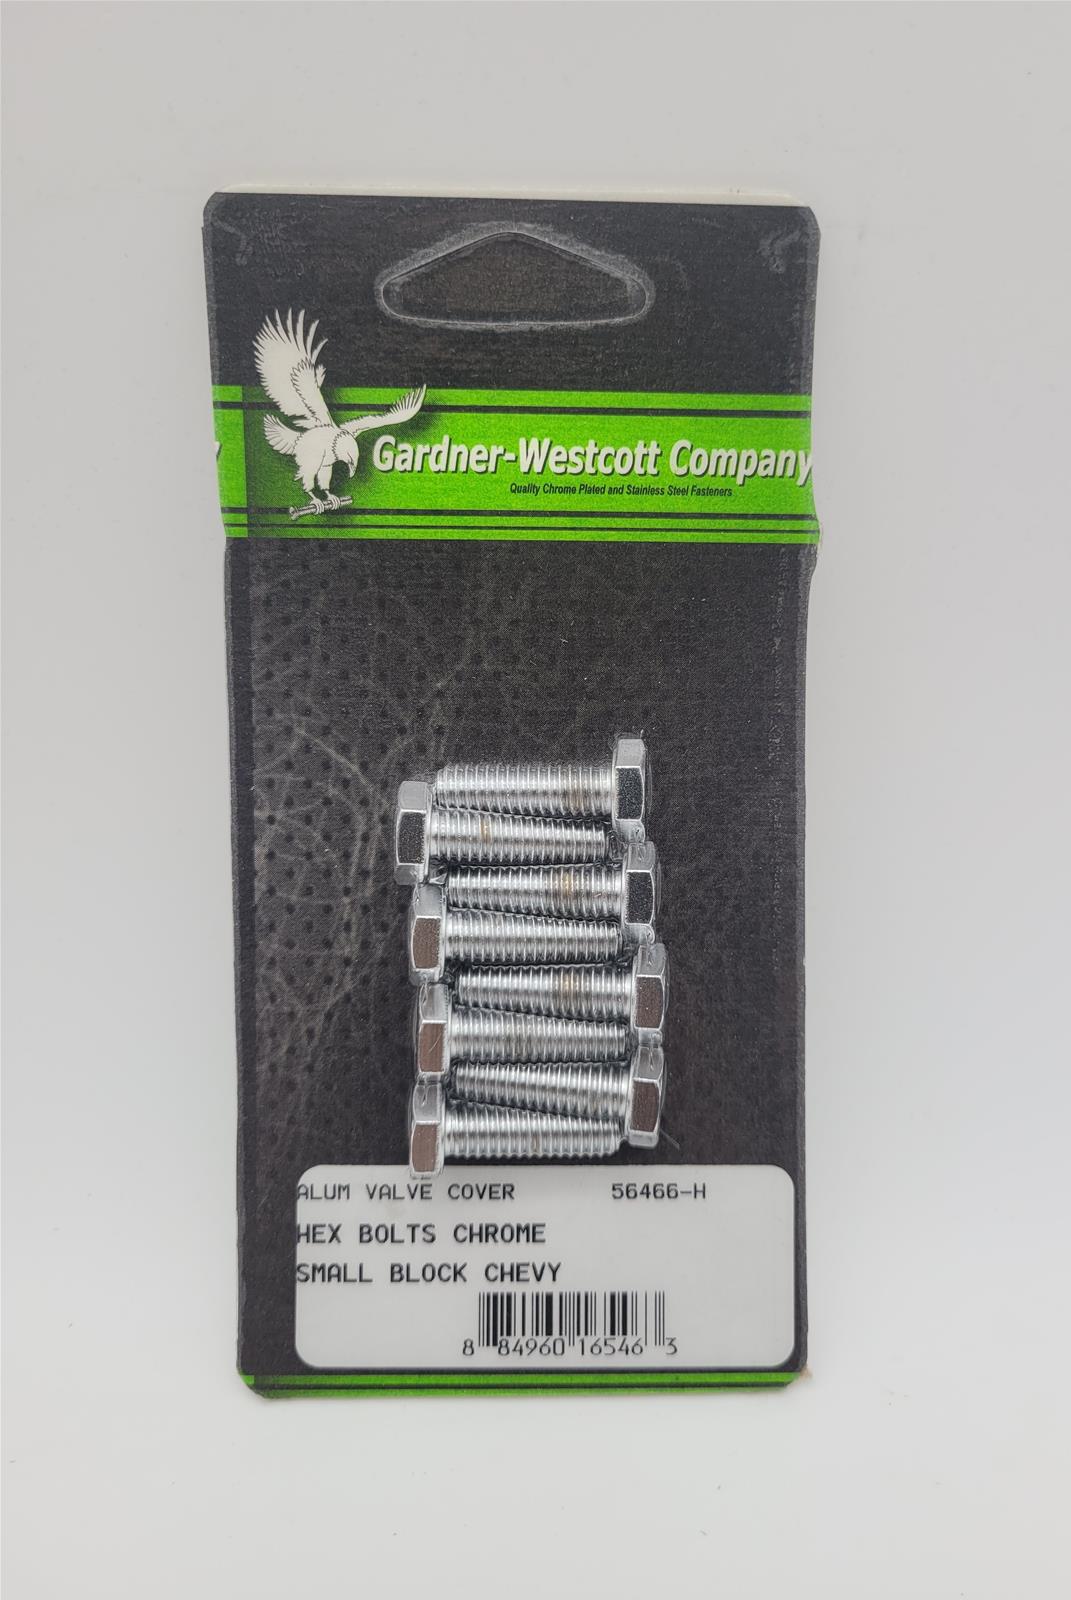 Gardner-Westcott Company
Quality Chrome Plated and Stainless Steel Fasteners
ALUM VALVE COVER 56466-H
HEX BOLTS CHROME
SMALL BLOCK CHEVY
8 84960 16546 3